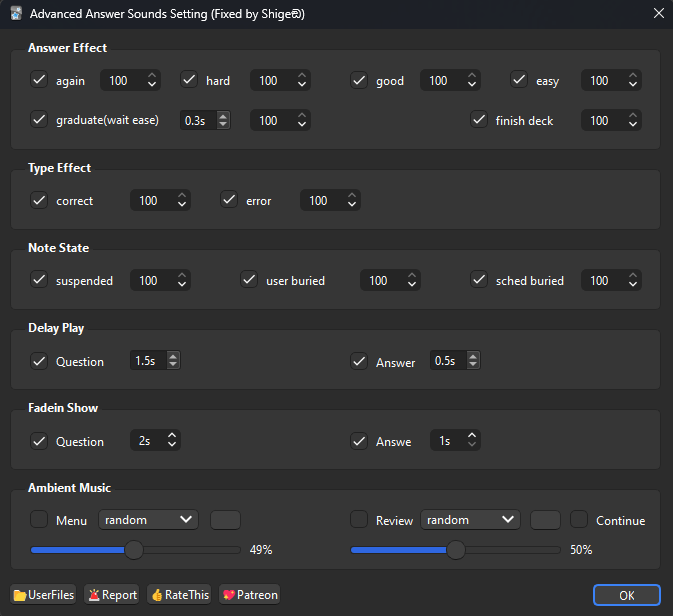 Advanced Answer Sounds Setting (Fixed by Shige®)
Answer Effect
again 100 hard 100 good 100 easy 100
graduate(wait ease) 0.3s 100 finish deck 100
Type Effect
correct 100 error 100
Note State
suspended 100 user buried 100 sched buried 100
Delay Play
Question 1.5s Answer 0.5s
Fadein Show
Question 2s Answe 1s
Ambient Music
Menu random Review random Continue
49% 50%
UserFiles Report RateThis Patreon OK